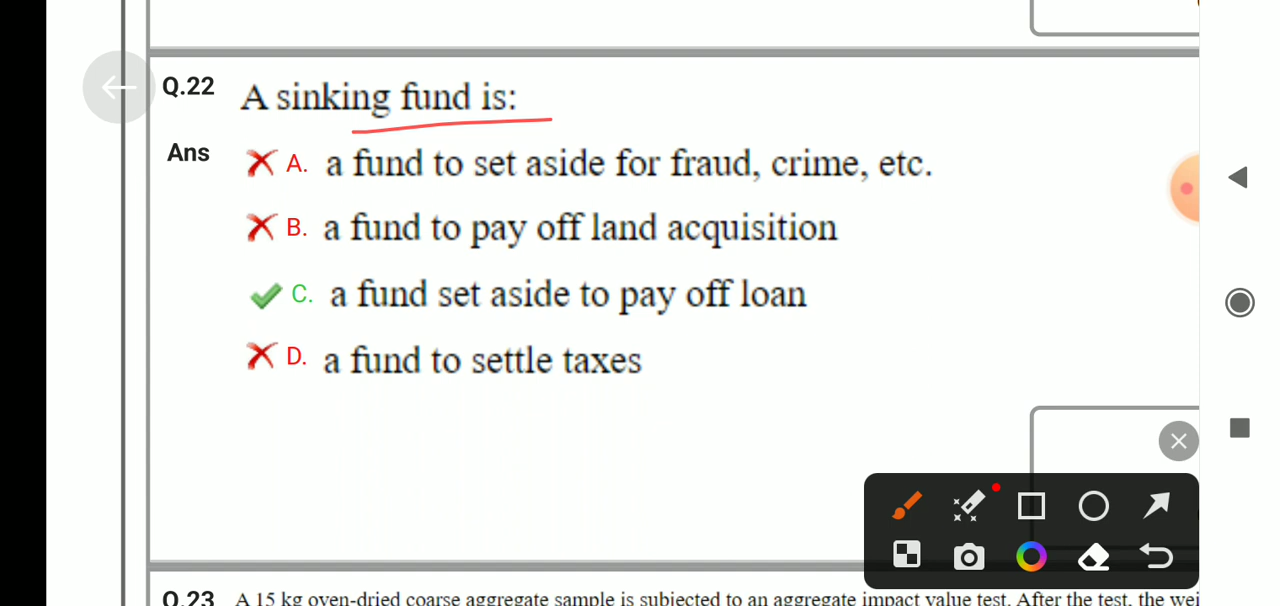 Q.22 A sinking fund is:
Ans A. a fund to set aside for fraud, crime, etc.
B. a fund to pay off land acquisition
C. a fund set aside to pay off loan
D. a fund to settle taxes
Q.23 A 15 kg oven-dried coarse aggregate sample is subjected to an aggregate impact value test. After the test, the wei